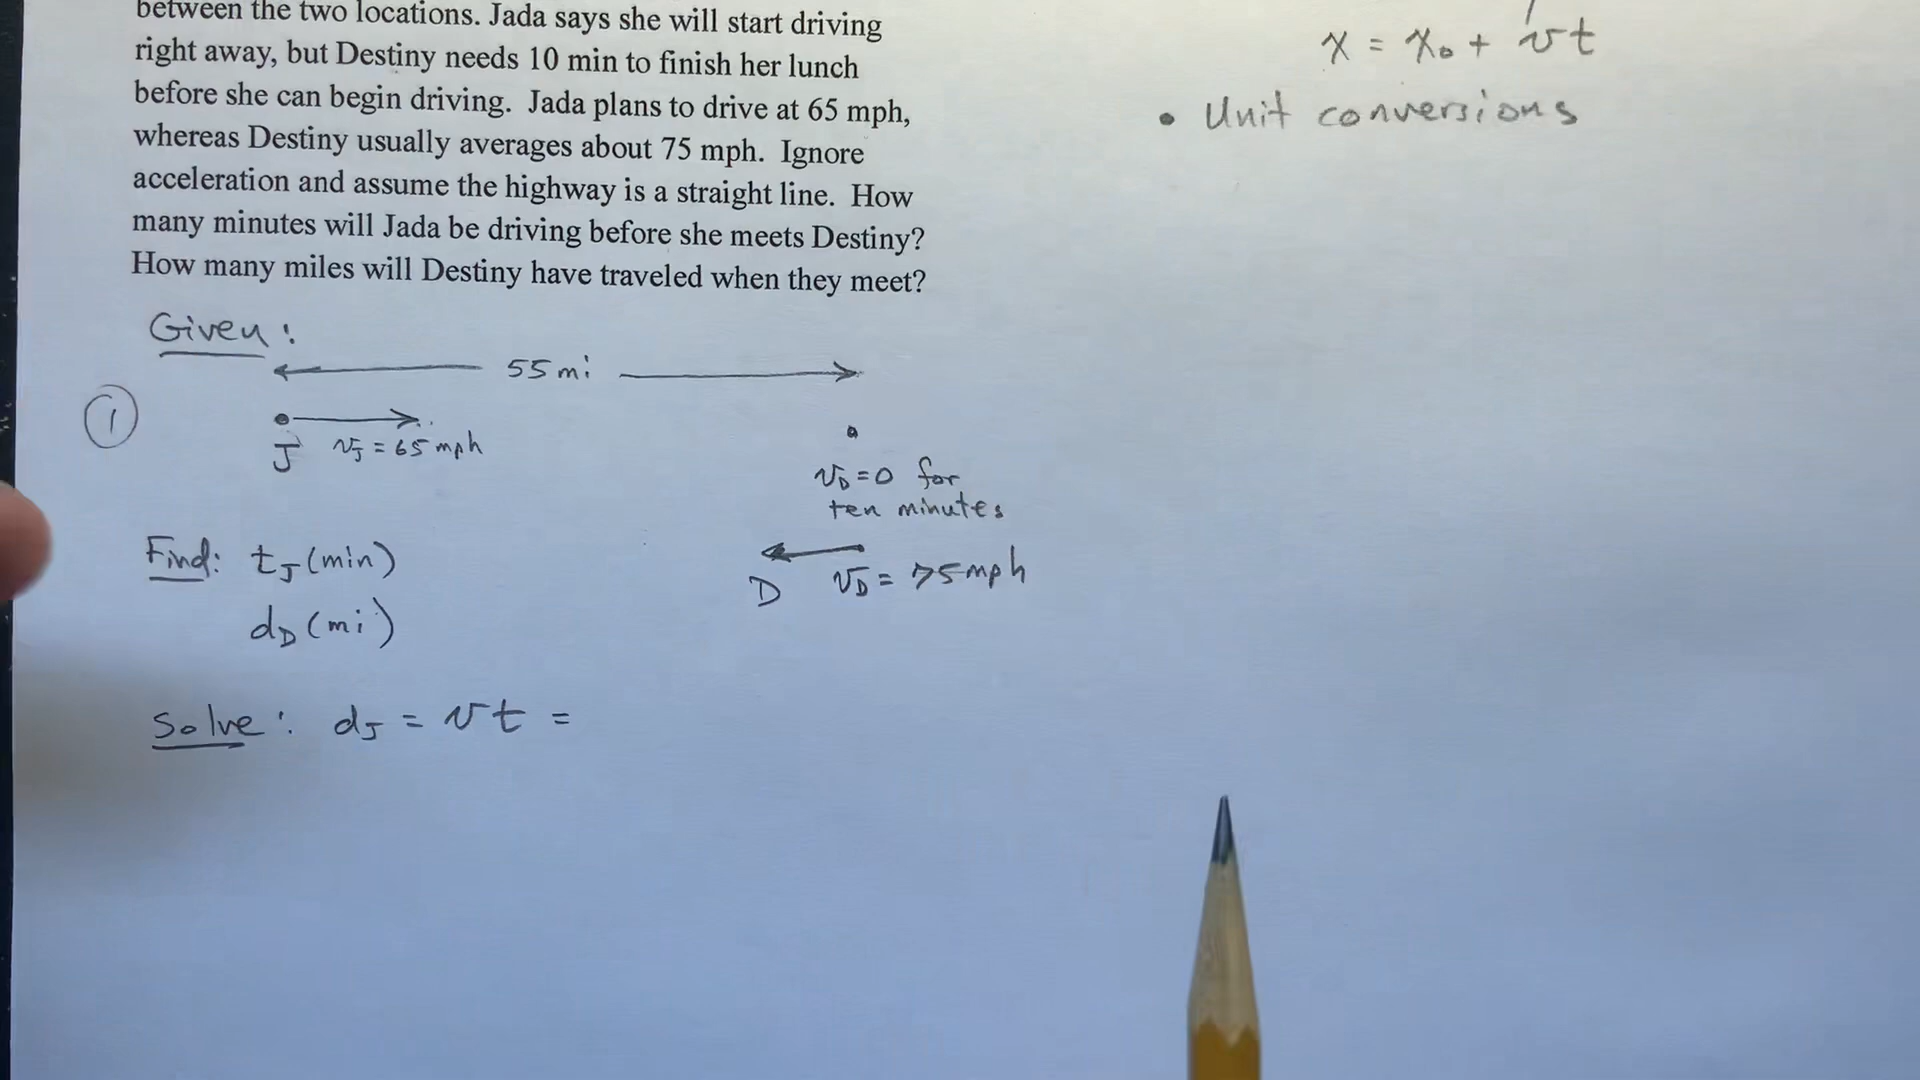 between the two locations. Jada says she will start driving
right away, but Destiny needs 10 min to finish her lunch
before she can begin driving. Jada plans to drive at 65 mph,
whereas Destiny usually averages about 75 mph. Ignore
acceleration and assume the highway is a straight line. How
many minutes will Jada be driving before she meets Destiny?
How many miles will Destiny have traveled when they meet?
x = x₀ + vt
• Unit conversions
Given:
55 mi
①
J v_J = 65 mph
v_D = 0 for
ten minutes
D v_D = 75 mph
Find: t_J (min)
d_D (mi)
Solve: d_J = vt =